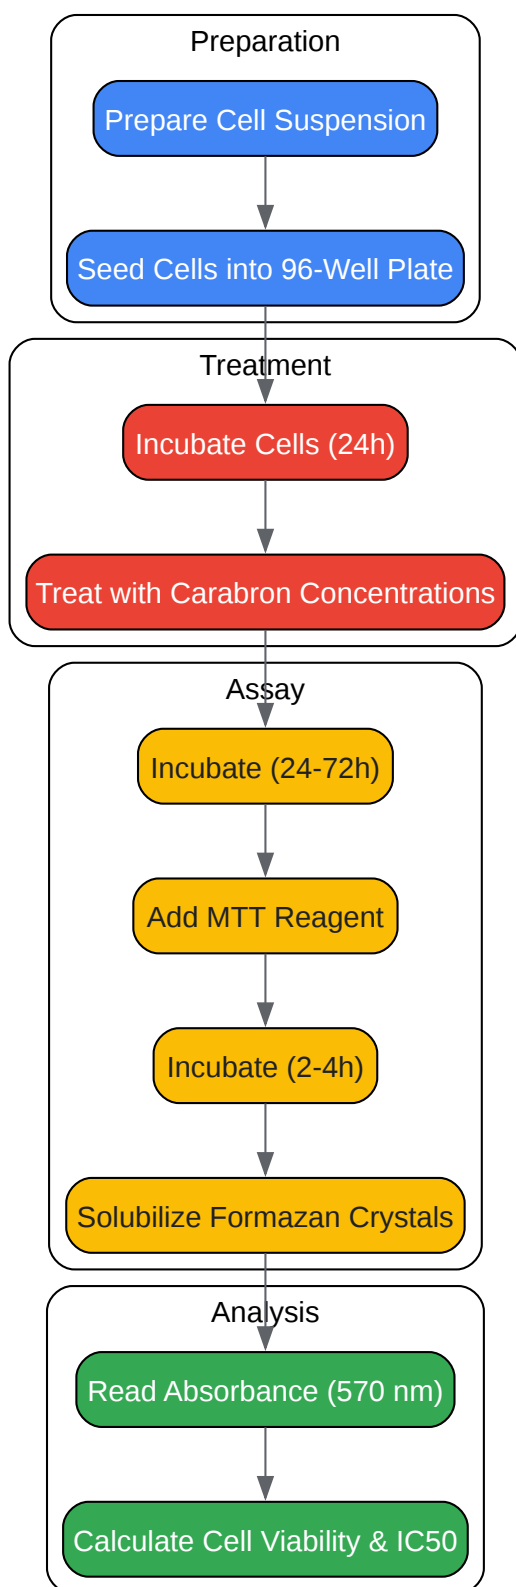 Preparation
Prepare Cell Suspension
Seed Cells into 96-Well Plate
Treatment
Incubate Cells (24h)
Treat with Carabron Concentrations
Assay
Incubate (24-72h)
Add MTT Reagent
Incubate (2-4h)
Solubilize Formazan Crystals
Analysis
Read Absorbance (570 nm)
Calculate Cell Viability & IC50